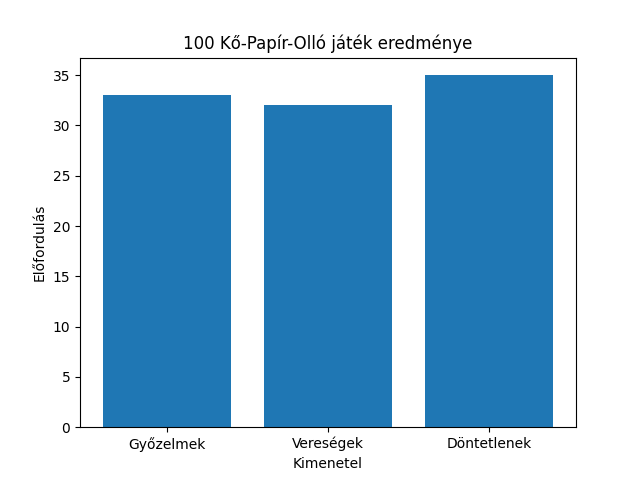 100 Kő-Papír-Olló játék eredménye
35
30
25
20
15
10
5
0
Előfordulás
Győzelmek
Vereségek
Döntetlenek
Kimenetel